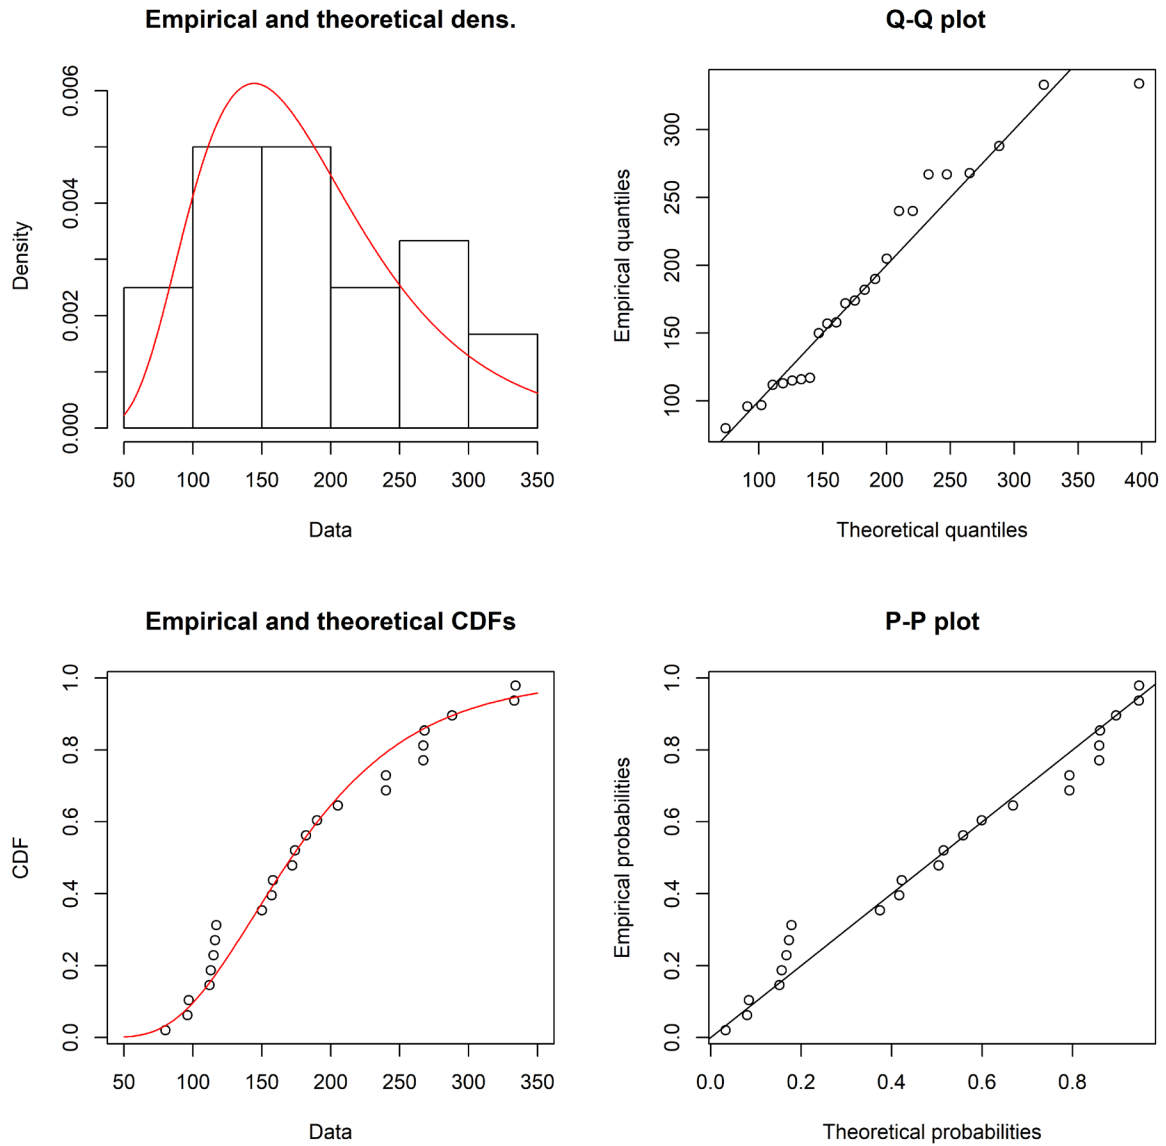 Empirical and theoretical dens.
Density
0.000 0.002 0.004 0.006
50 100 150 200 250 300 350
Data
Q-Q plot
Empirical quantiles
100 150 200 250 300
100 150 200 250 300 350 400
Theoretical quantiles
Empirical and theoretical CDFs
CDF
0.0 0.2 0.4 0.6 0.8 1.0
50 100 150 200 250 300 350
Data
P-P plot
Empirical probabilities
0.0 0.2 0.4 0.6 0.8 1.0
0.0 0.2 0.4 0.6 0.8
Theoretical probabilities